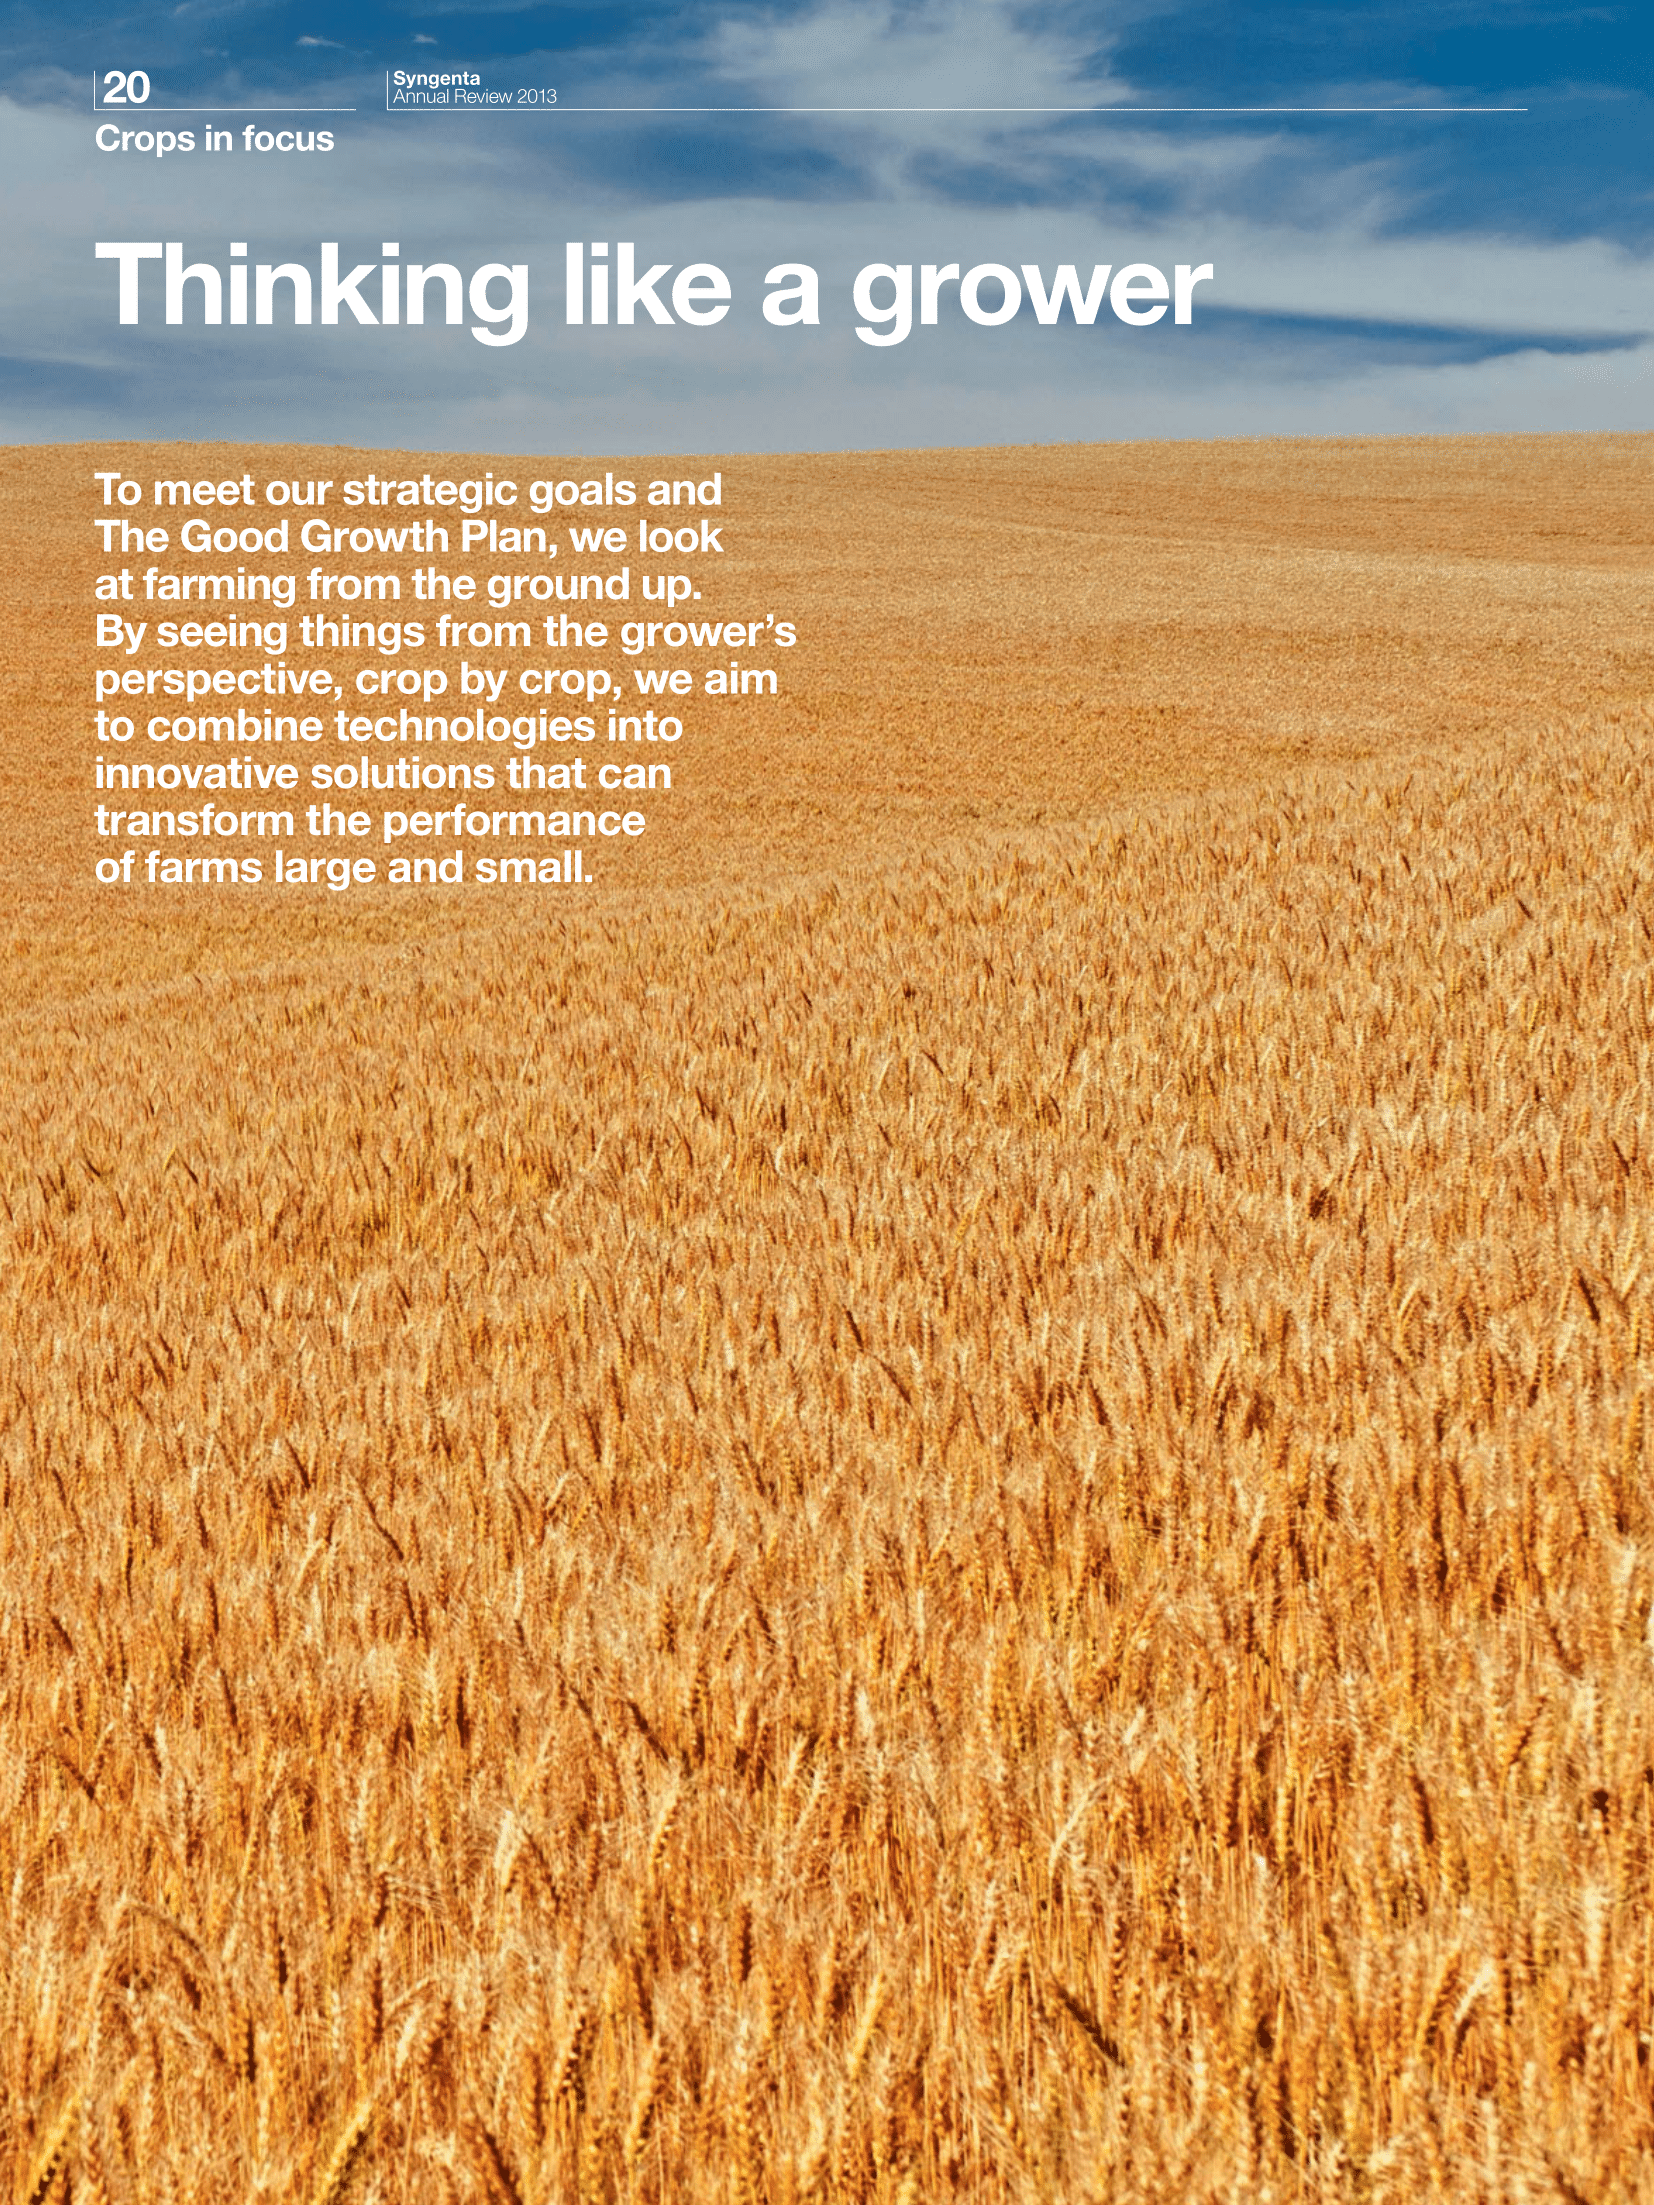 20
Syngenta
Annual Review 2013
Crops in focus
Thinking like a grower
To meet our strategic goals and
The Good Growth Plan, we look
at farming from the ground up.
By seeing things from the grower’s
perspective, crop by crop, we aim
to combine technologies into
innovative solutions that can
transform the performance
of farms large and small.